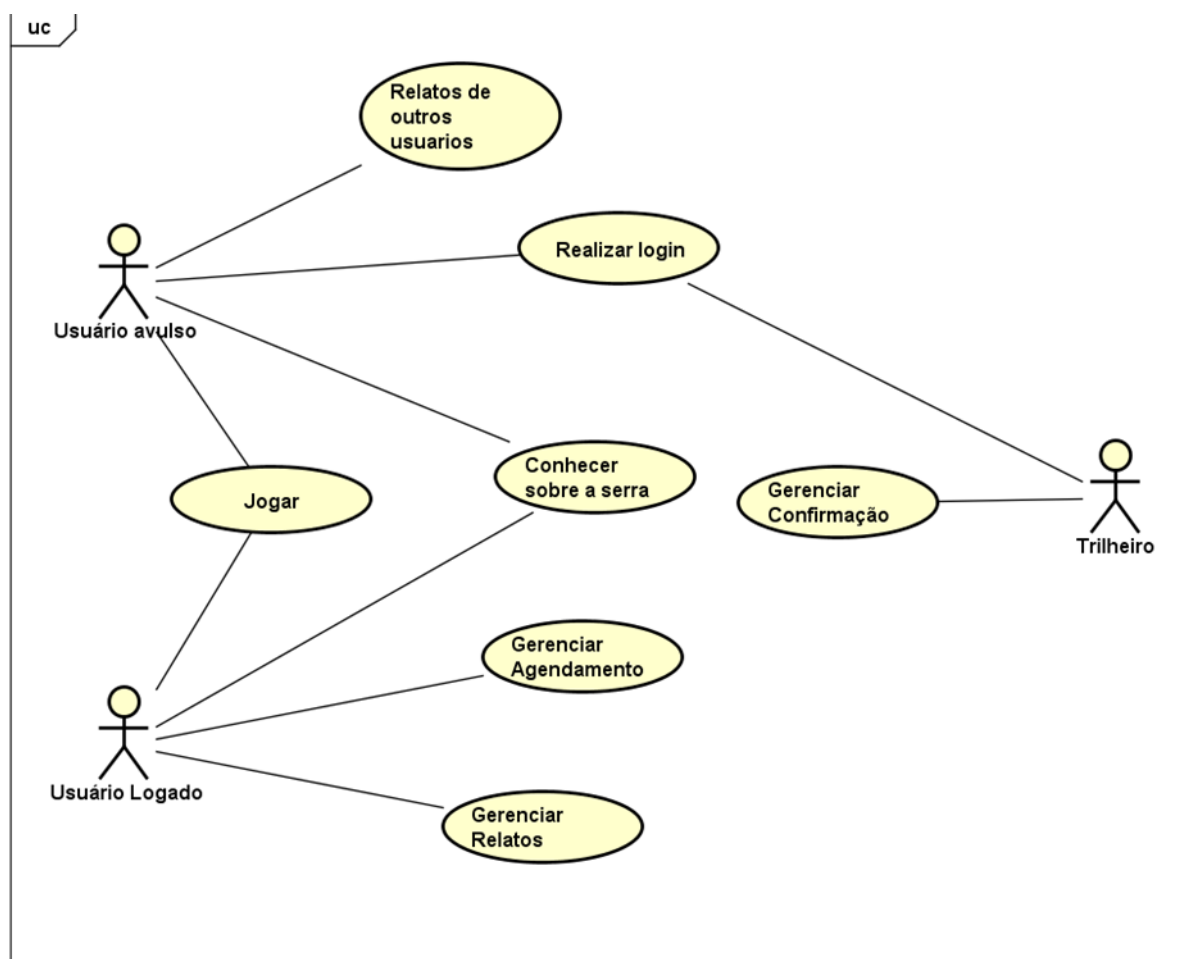 uc
Relatos de
outros
usuarios
Realizar login
Usuário avulso
Conhecer
sobre a serra
Jogar
Gerenciar
Confirmação
Trilheiro
Gerenciar
Agendamento
Usuário Logado
Gerenciar
Relatos